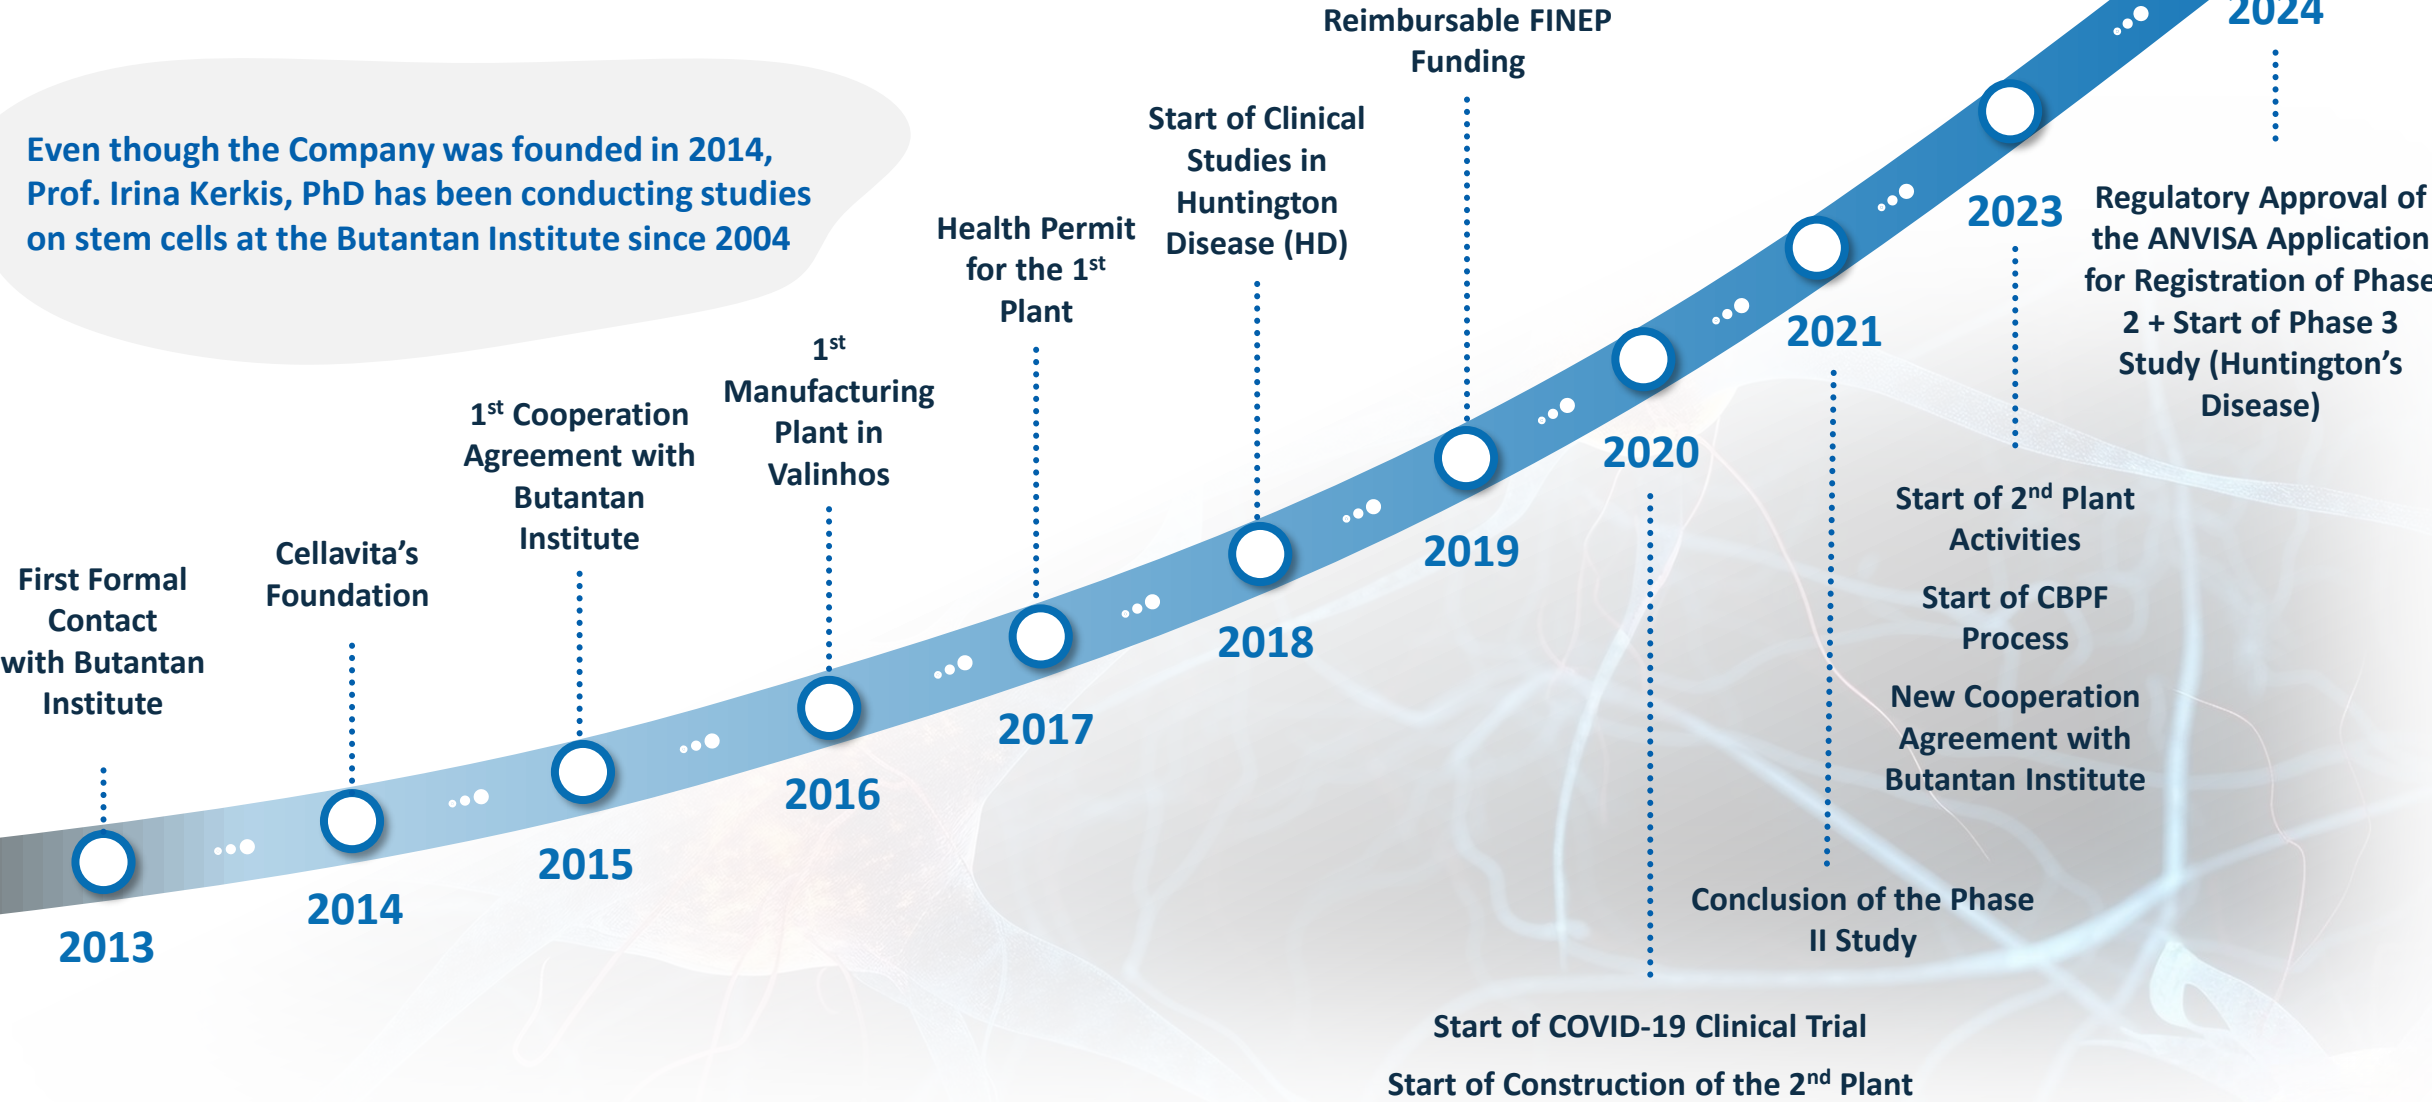 Even though the Company was founded in 2014,
Prof. Irina Kerkis, PhD has been conducting studies
on stem cells at the Butantan Institute since 2004
First Formal
Contact
with Butantan
Institute
2013
Cellavita's
Foundation
2014
1st Cooperation
Agreement with
Butantan
Institute
2015
1st
Manufacturing
Plant in
Valinhos
2016
Health Permit
for the 1st
Plant
2017
Start of Clinical
Studies in
Huntington
Disease (HD)
2018
Reimbursable FINEP
Funding
2019
2020
Start of COVID-19 Clinical Trial
Start of Construction of the 2nd Plant
2021
Conclusion of the Phase
II Study
2023
Start of 2nd Plant
Activities
Start of CBPF
Process
New Cooperation
Agreement with
Butantan Institute
2024
Regulatory Approval of
the ANVISA Application
for Registration of Phase
2 + Start of Phase 3
Study (Huntington's
Disease)